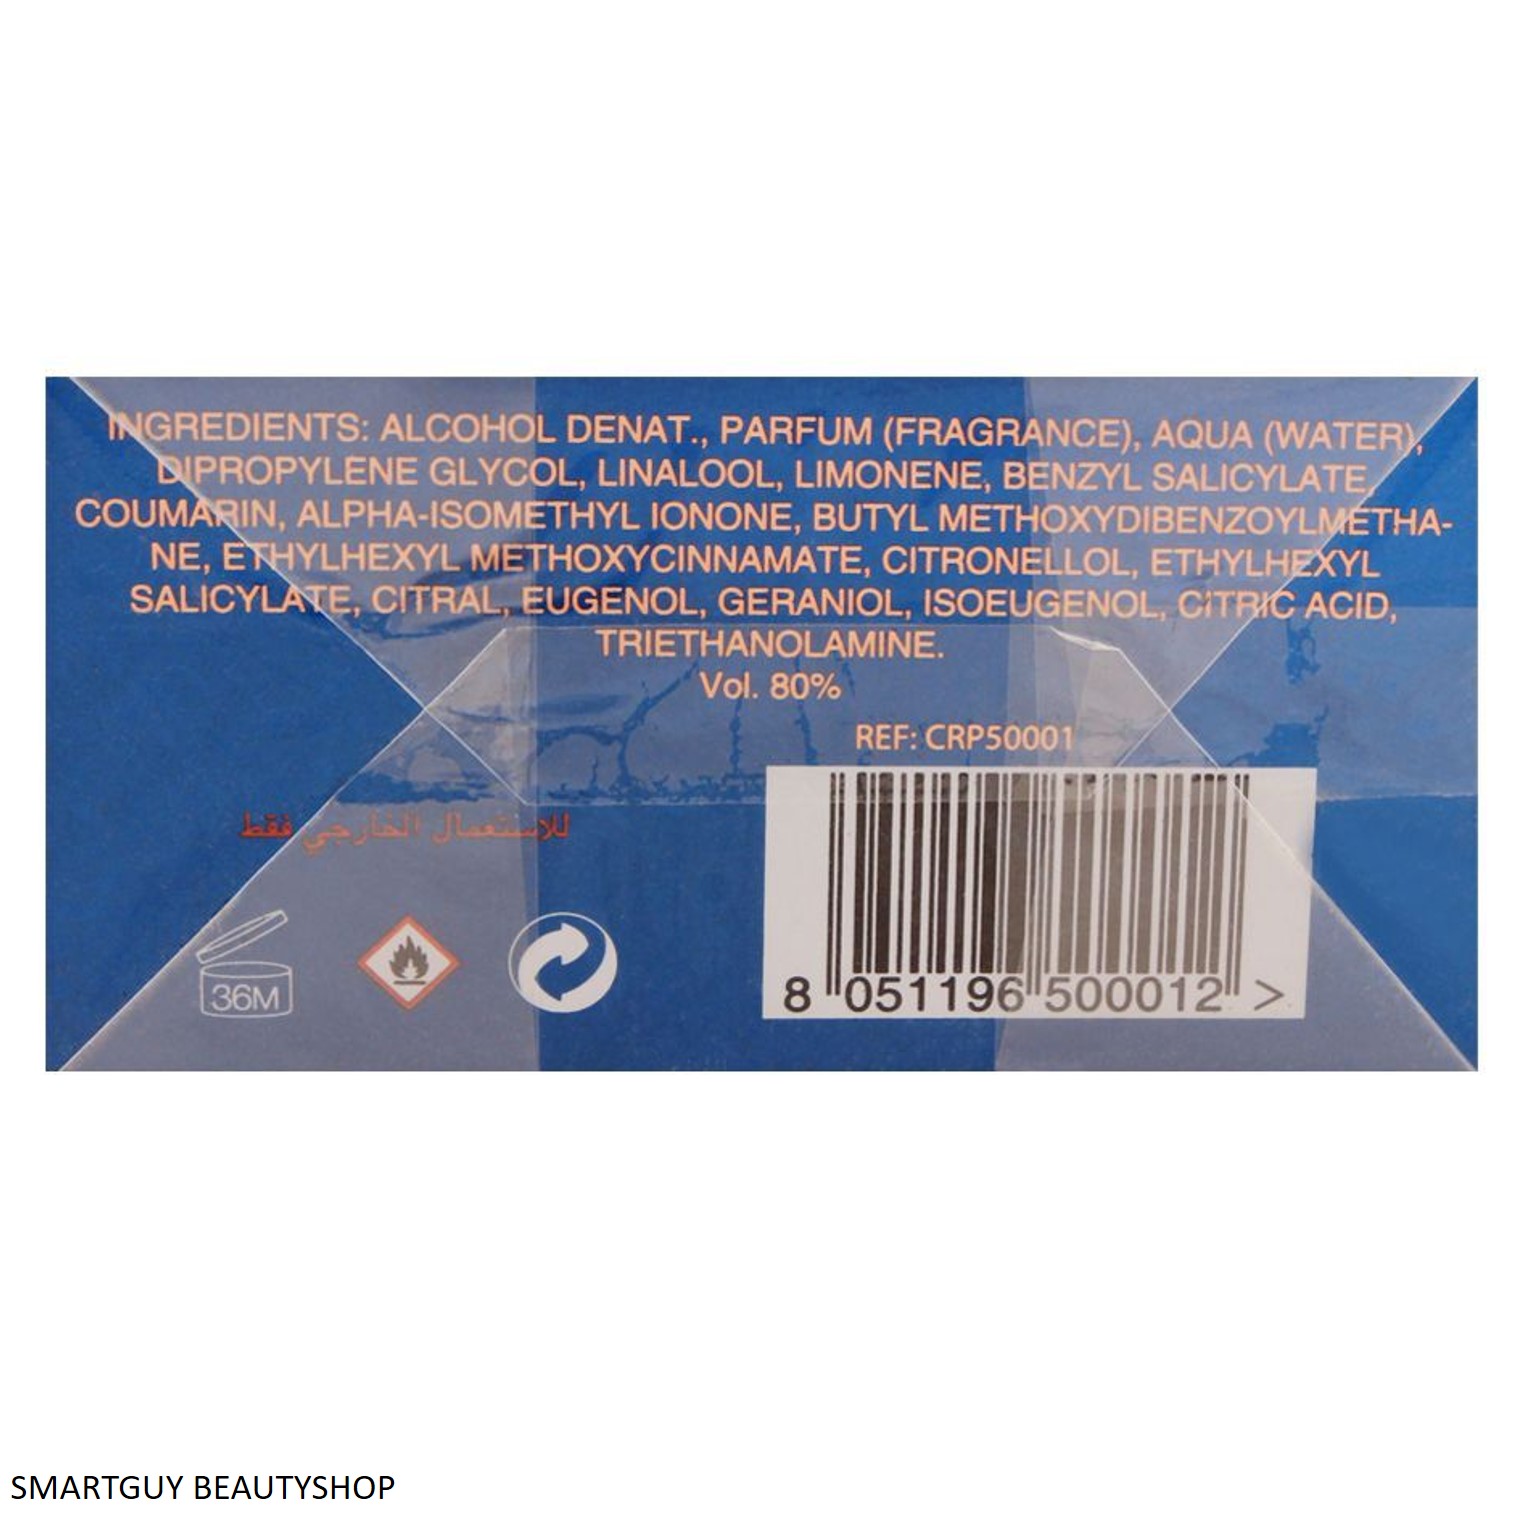 INGREDIENTS: ALCOHOL DENAT., PARFUM (FRAGRANCE), AQUA (WATER),
DIPROPYLENE GLYCOL, LINALOOL, LIMONENE, BENZYL SALICYLATE,
COUMARIN, ALPHA-ISOMETHYL IONONE, BUTYL METHOXYDIBENZOYLMETHA-
NE, ETHYLHEXYL METHOXYCINNAMATE, CITRONELLOL, ETHYLHEXYL
SALICYLATE, CITRAL, EUGENOL, GERANIOL, ISOEUGENOL, CITRIC ACID,
TRIETHANOLAMINE.
Vol. 80%
REF: CRP50001
للإستعمال الخارجي فقط
36M
8 051196 500012 >
SMARTGUY BEAUTYSHOP